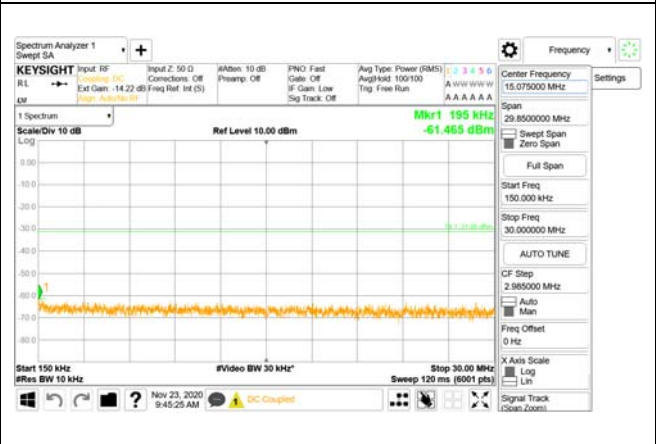 Spectrum Analyzer 1
Swept SA
+
Frequency
KEYSIGHT
RL
Input: RF
Coupling: DC
Ext Gain: -14.22 dB
Align: Auto/No RF
Input Z: 50 Ω
Corrections: Off
Freq Ref: Int (S)
#Atten: 10 dB
Preamp: Off
PNO: Fast
Gate: Off
IF Gain: Low
Sig Track: Off
Avg Type: Power (RMS)
Avg|Hold: 100/100
Trig: Free Run
1 2 3 4 5 6
A W W W W W
A A A A A A
1 Spectrum
Scale/Div 10 dB
Log
Ref Level 10.00 dBm
Mkr1 195 kHz
-61.465 dBm
0.00
-10.0
-20.0
-30.0
-40.0
-50.0
-60.0
-70.0
-80.0
1
Start 150 kHz
#Res BW 10 kHz
#Video BW 30 kHz*
Stop 30.00 MHz
Sweep 120 ms (6001 pts)
?
Nov 23, 2020
9:45:25 AM
1
DC Coupled
Center Frequency
15.075000 MHz
Settings
Span
29.8500000 MHz
Swept Span
Zero Span
Full Span
Start Freq
150.000 kHz
Stop Freq
30.000000 MHz
AUTO TUNE
CF Step
2.985000 MHz
Auto
Man
Freq Offset
0 Hz
X Axis Scale
Log
Lin
Signal Track
(Span Zoom)